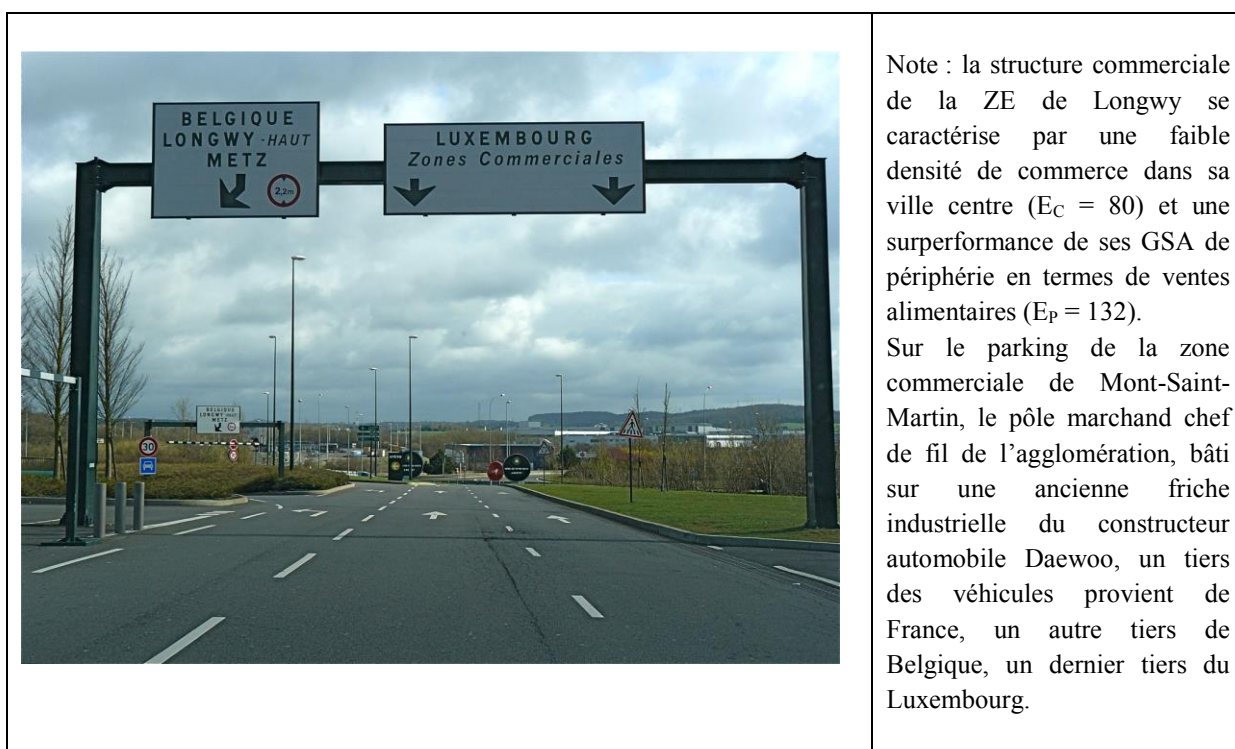 BELGIQUE
LONGWY -HAUT
METZ
2,2m
LUXEMBOURG
Zones Commerciales
BELGIQUE
LONGWY-HAUT
METZ
30
Note : la structure commerciale
de la ZE de Longwy se
caractérise par une faible
densité de commerce dans sa
ville centre (EC = 80) et une
surperformance de ses GSA de
périphérie en termes de ventes
alimentaires (EP = 132).
Sur le parking de la zone
commerciale de Mont-Saint-
Martin, le pôle marchand chef
de fil de l’agglomération, bâti
sur une ancienne friche
industrielle du constructeur
automobile Daewoo, un tiers
des véhicules provient de
France, un autre tiers de
Belgique, un dernier tiers du
Luxembourg.